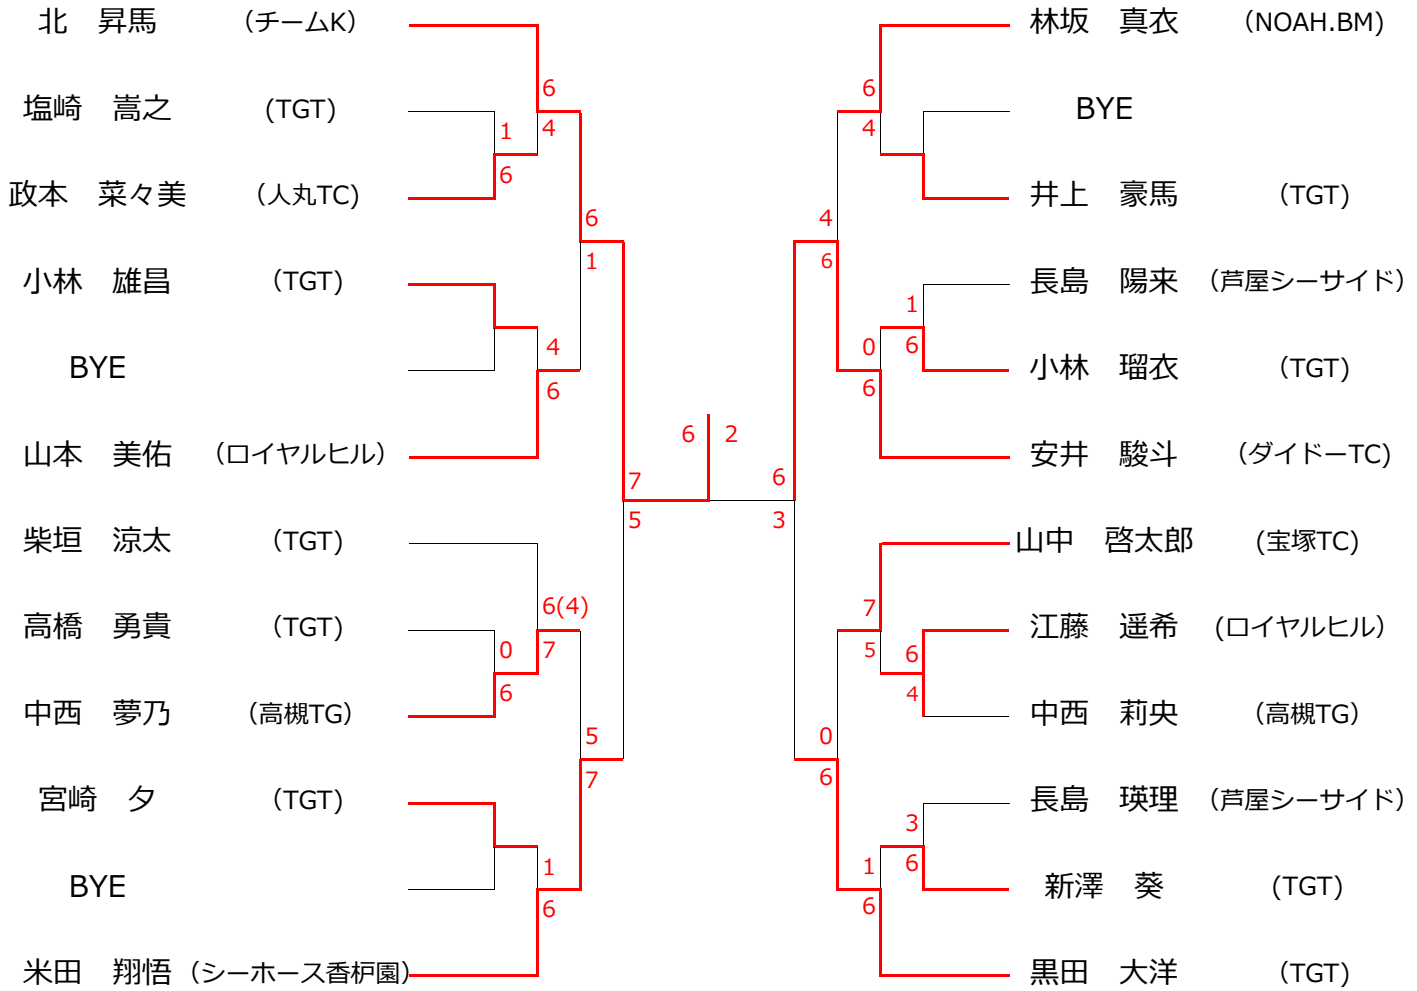 北　昇馬　（チームK）
6
4
塩崎　嵩之　(TGT)
1
6
政本　菜々美　（人丸TC)
6
1
小林　雄昌　（TGT)
4
6
BYE
山本　美佑　（ロイヤルヒル）
7
5
柴垣　涼太　（TGT)
6(4)
7
高橋　勇貴　（TGT)
0
6
中西　夢乃　（高槻TG）
5
7
宮崎　夕　（TGT)
1
6
BYE
米田　翔悟（シーホース香枦園）
6 2
林坂　真衣　（NOAH.BM)
6
4
BYE
井上　豪馬　（TGT)
4
6
長島　陽来　（芦屋シーサイド）
1
6
小林　瑠衣　（TGT)
0
6
安井　駿斗　（ダイドーTC)
6
3
山中　啓太郎　(宝塚TC)
7
5
江藤　遥希　(ロイヤルヒル）
6
4
中西　莉央　（高槻TG）
0
6
長島　瑛理　（芦屋シーサイド）
3
6
新澤　葵　(TGT)
1
6
黒田　大洋　（TGT)